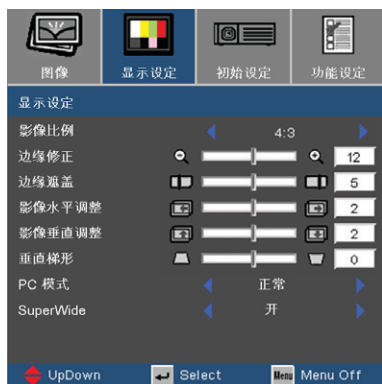 图像 显示设定 初始设定 功能设定
显示设定
影像比例 4:3
边缘修正 12
边缘遮盖 5
影像水平调整 2
影像垂直调整 2
垂直梯形 0
PC 模式 正常
SuperWide 开
UpDown Select Menu Menu Off